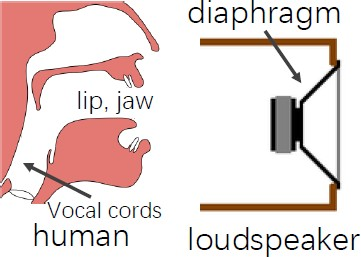 diaphragm
lip, jaw
Vocal cords
human
loudspeaker